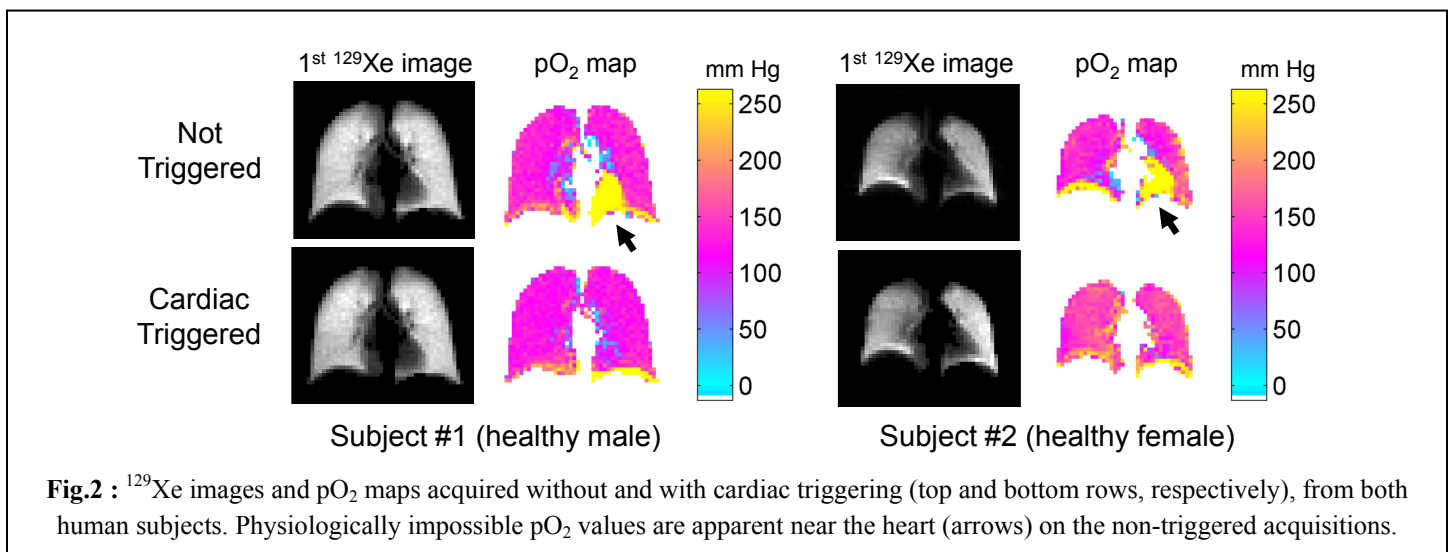 1st 129Xe image pO2 map mm Hg 1st 129Xe image pO2 map mm Hg
Not
Triggered
250
200
150
100
50
0
250
200
150
100
50
0
Cardiac
Triggered
Subject #1 (healthy male) Subject #2 (healthy female)
Fig.2 : 129Xe images and pO2 maps acquired without and with cardiac triggering (top and bottom rows, respectively), from both
human subjects. Physiologically impossible pO2 values are apparent near the heart (arrows) on the non-triggered acquisitions.